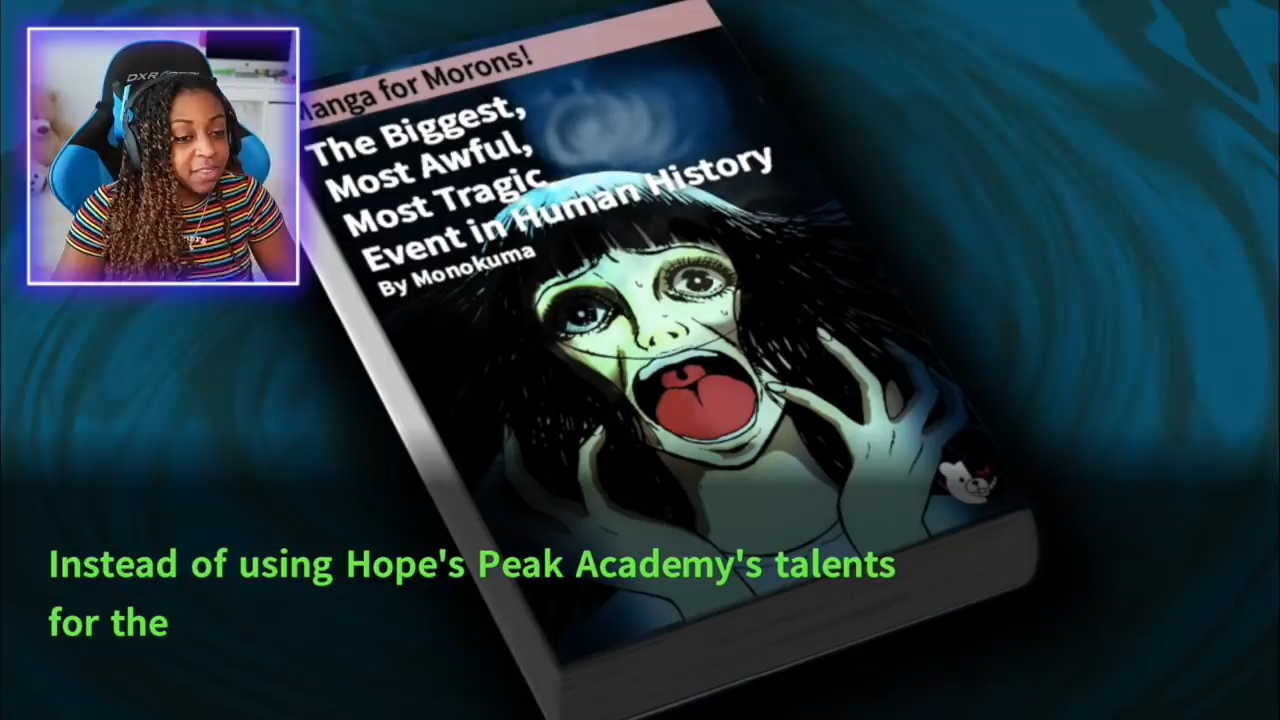 DXR
Manga for Morons!
The Biggest,
Most Awful,
Most Tragic
Event in Human History
By Monokuma
Instead of using Hope's Peak Academy's talents
for the